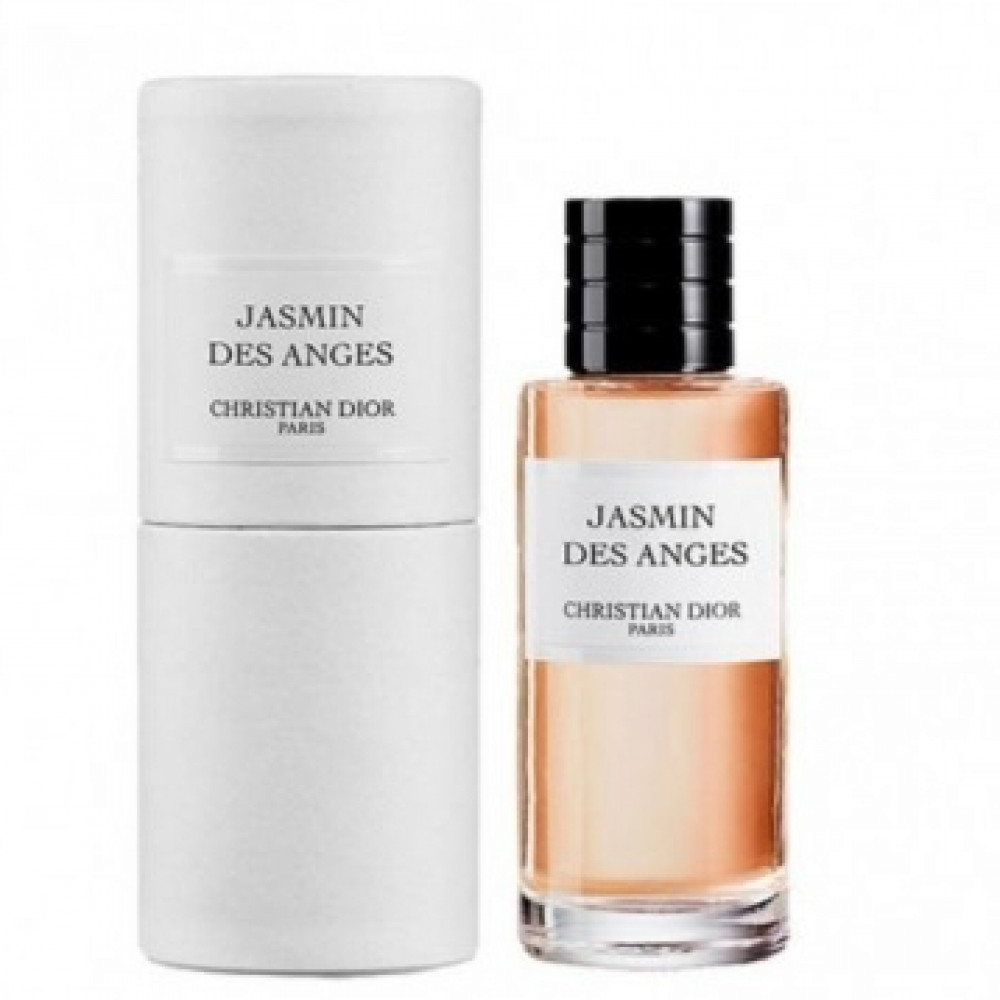 JASMIN
DES ANGES
CHRISTIAN DIOR
PARIS
JASMIN
DES ANGES
CHRISTIAN DIOR
PARIS